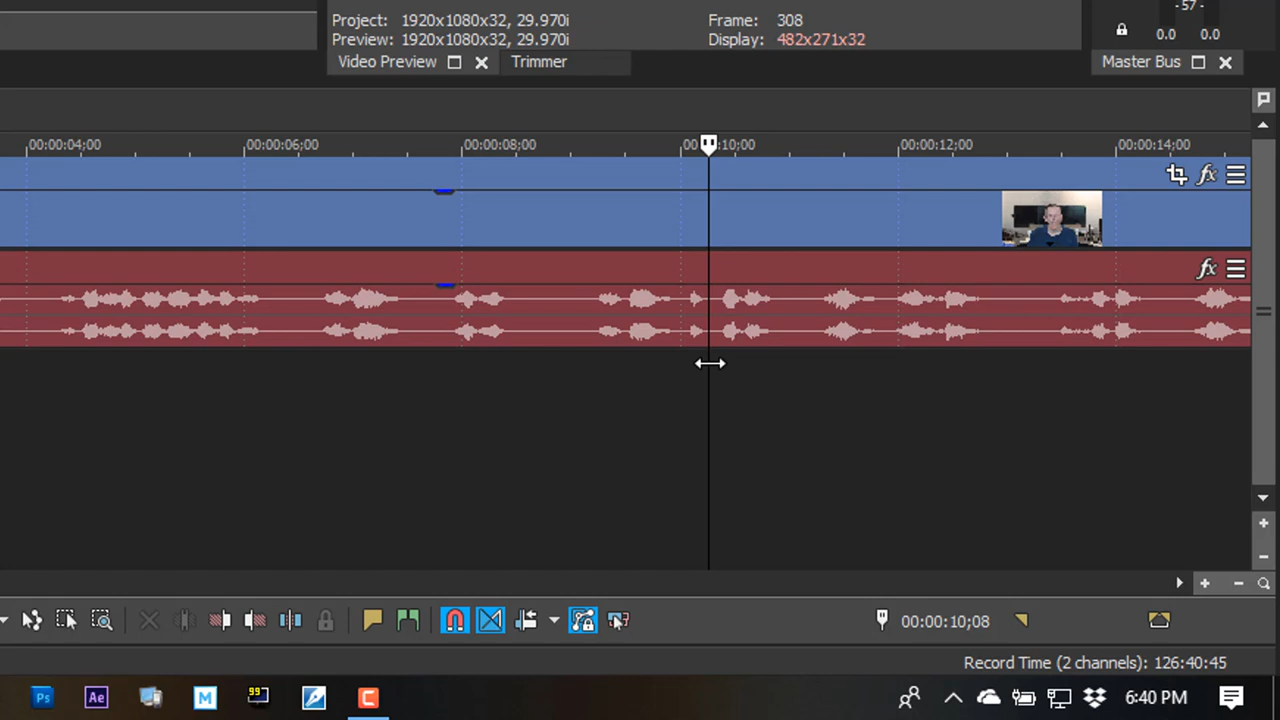 -57-
Project: 1920x1080x32, 29.970i
Frame: 308
0.0 0.0
Preview: 1920x1080x32, 29.970i
Display: 482x271x32
Video Preview
Trimmer
Master Bus
00:00:04;00 00:00:06;00 00:00:08;00 00:00:10;00 00:00:12;00 00:00:14;00
fx
fx
00:00:10;08
Record Time (2 channels): 126:40:45
Ps Ae M 99 C 6:40 PM